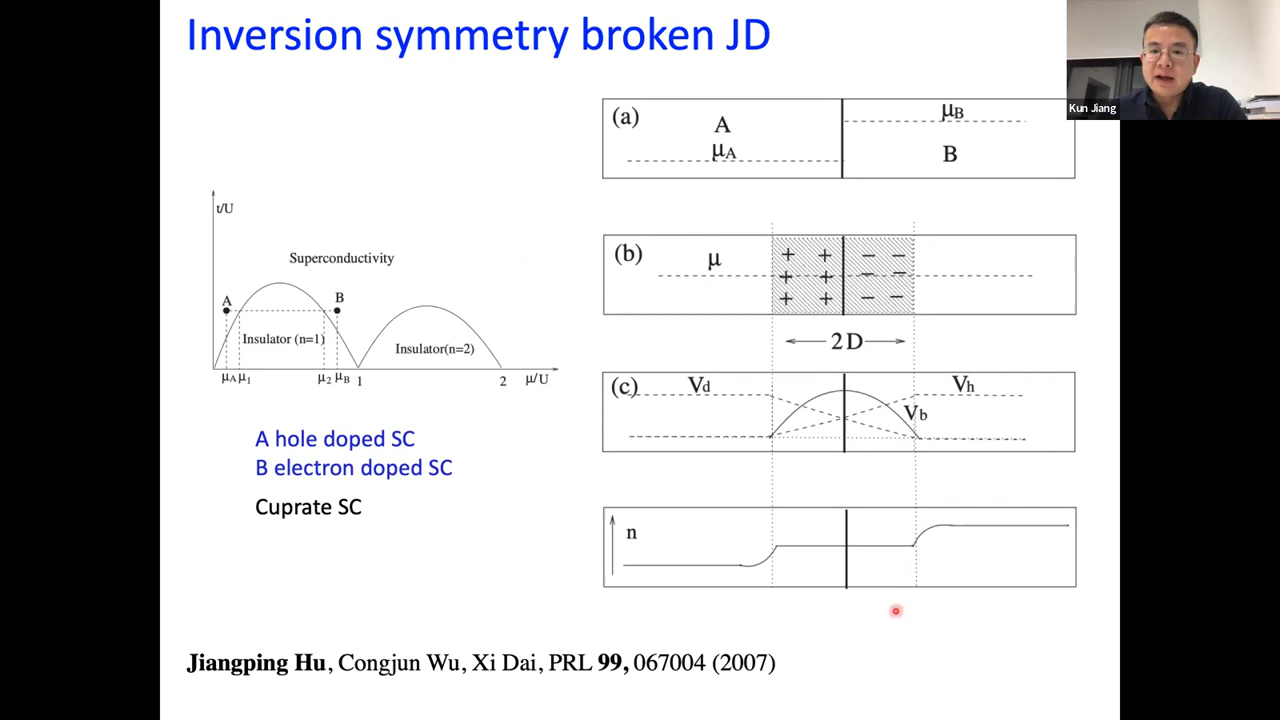 Inversion symmetry broken JD
Kun Jiang
(a)
A
μA
μB
B
t/U
Superconductivity
A
B
Insulator (n=1)
Insulator(n=2)
μA μ1
μ2 μB 1
2
μ/U
(b)
μ
+ + − −
+ + − −
+ + − −
2D
(c)
Vd
Vh
Vb
n
A hole doped SC
B electron doped SC
Cuprate SC
Jiangping Hu, Congjun Wu, Xi Dai, PRL 99, 067004 (2007)